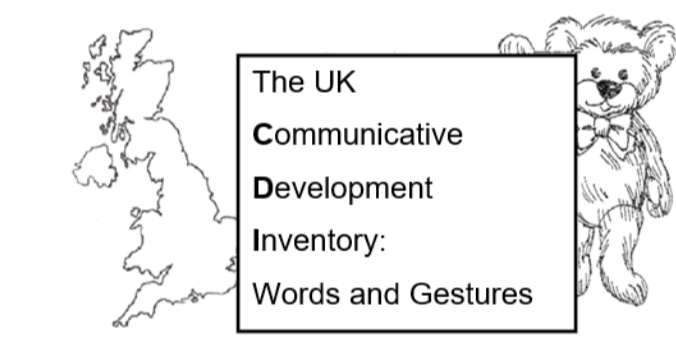 The UK
Communicative
Development
Inventory:
Words and Gestures